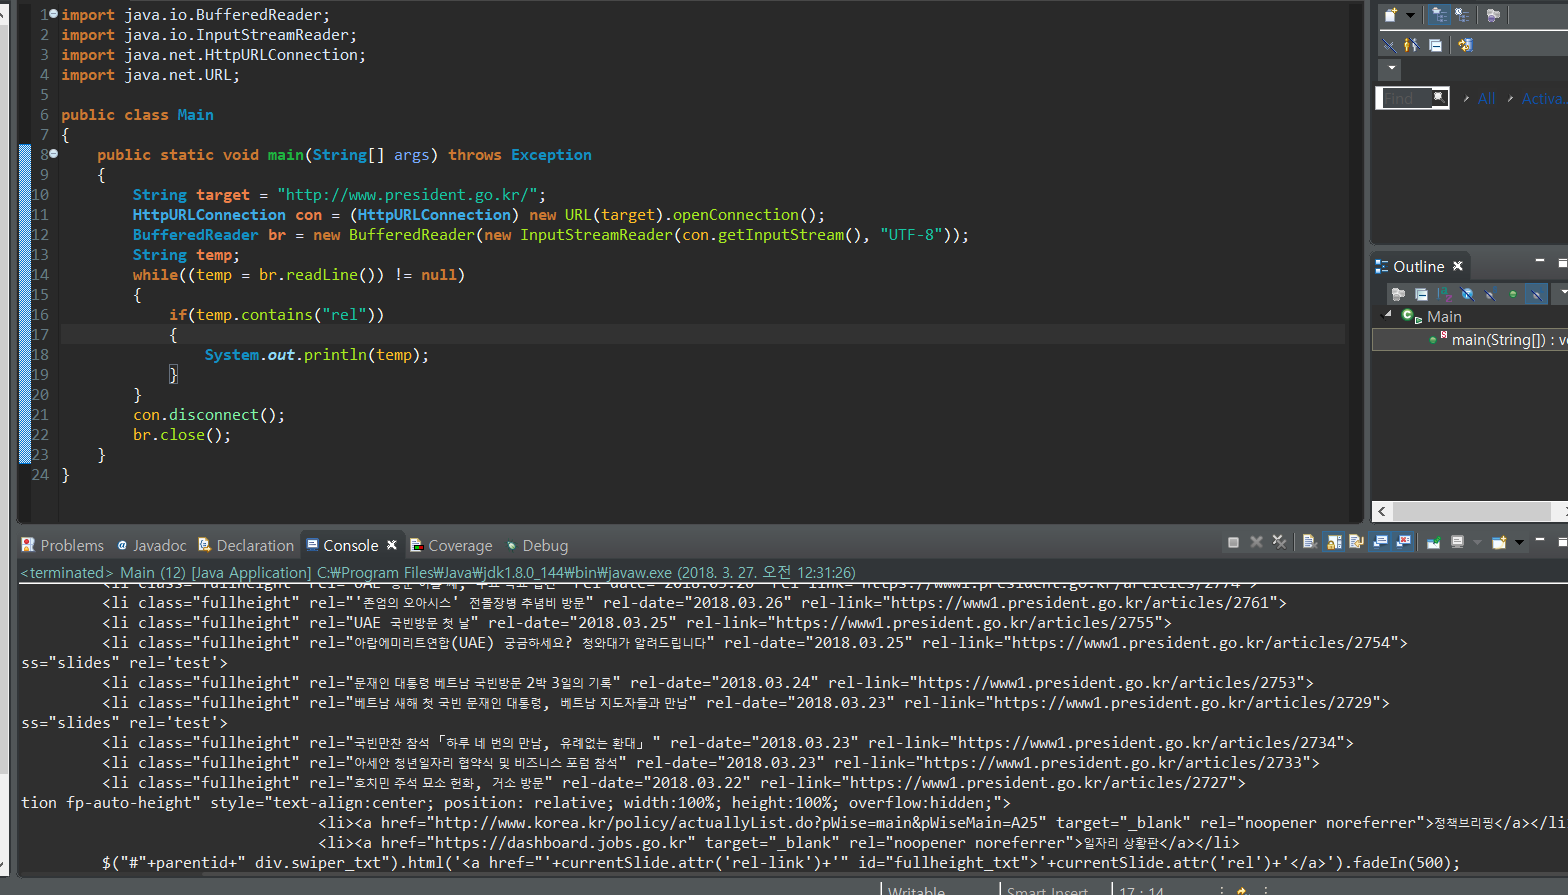 1 import java.io.BufferedReader;
2 import java.io.InputStreamReader;
3 import java.net.HttpURLConnection;
4 import java.net.URL;
5
6 public class Main
7 {
8 public static void main(String[] args) throws Exception
9 {
10 String target = "http://www.president.go.kr/";
11 HttpURLConnection con = (HttpURLConnection) new URL(target).openConnection();
12 BufferedReader br = new BufferedReader(new InputStreamReader(con.getInputStream(), "UTF-8"));
13 String temp;
14 while((temp = br.readLine()) != null)
15 {
16 if(temp.contains("rel"))
17 {
18 System.out.println(temp);
19 }
20 }
21 con.disconnect();
22 br.close();
23 }
24 }
Find All Activa...
Outline
Main
main(String[]) : vo
Problems @ Javadoc Declaration Console Coverage Debug
<terminated> Main (12) [Java Application] C:₩Program Files₩Java₩jdk1.8.0_144₩bin₩javaw.exe (2018. 3. 27. 오전 12:31:26)
<li class="fullheight" rel="'존엄의 오아시스' 전몰장병 추념비 방문" rel-date="2018.03.26" rel-link="https://www1.president.go.kr/articles/2761">
<li class="fullheight" rel="UAE 국빈방문 첫 날" rel-date="2018.03.25" rel-link="https://www1.president.go.kr/articles/2755">
<li class="fullheight" rel="아랍에미리트연합(UAE) 궁금하세요? 청와대가 알려드립니다" rel-date="2018.03.25" rel-link="https://www1.president.go.kr/articles/2754">
ss="slides" rel='test'>
<li class="fullheight" rel="문재인 대통령 베트남 국빈방문 2박 3일의 기록" rel-date="2018.03.24" rel-link="https://www1.president.go.kr/articles/2753">
<li class="fullheight" rel="베트남 새해 첫 국빈 문재인 대통령, 베트남 지도자들과 만남" rel-date="2018.03.23" rel-link="https://www1.president.go.kr/articles/2729">
ss="slides" rel='test'>
<li class="fullheight" rel="국빈만찬 참석 「하루 네 번의 만남, 유례없는 환대」" rel-date="2018.03.23" rel-link="https://www1.president.go.kr/articles/2734">
<li class="fullheight" rel="아세안 청년일자리 협약식 및 비즈니스 포럼 참석" rel-date="2018.03.23" rel-link="https://www1.president.go.kr/articles/2733">
<li class="fullheight" rel="호치민 주석 묘소 헌화, 거소 방문" rel-date="2018.03.22" rel-link="https://www1.president.go.kr/articles/2727">
tion fp-auto-height" style="text-align:center; position: relative; width:100%; height:100%; overflow:hidden;">
<li><a href="http://www.korea.kr/policy/actuallyList.do?pWise=main&pWiseMain=A25" target="_blank" rel="noopener noreferrer">정책브리핑</a></li
<li><a href="https://dashboard.jobs.go.kr" target="_blank" rel="noopener noreferrer">일자리 상황판</a></li>
$("#"+parentid+" div.swiper_txt").html('<a href="'+currentSlide.attr('rel-link')+'" id="fullheight_txt">'+currentSlide.attr('rel')+'</a>').fadeIn(500);
Writable Smart Insert 17 : 14